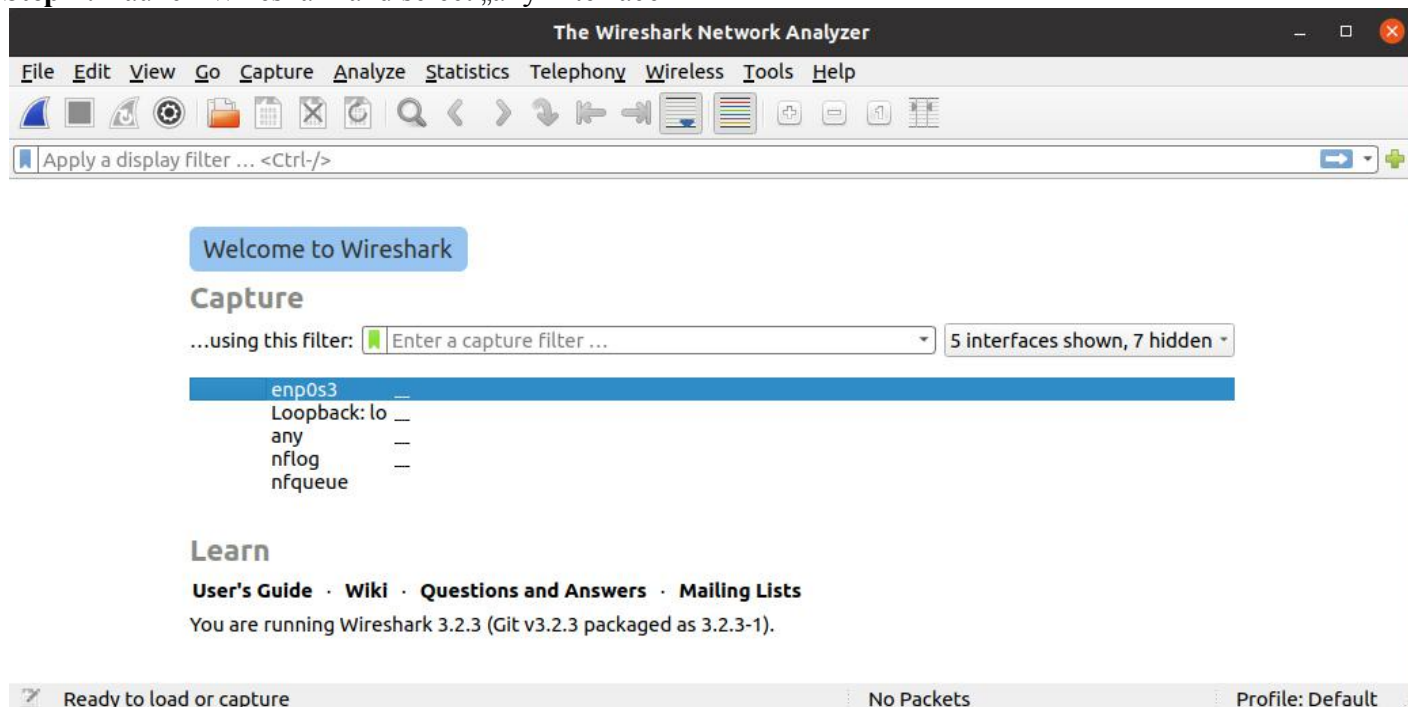 The Wireshark Network Analyzer
File Edit View Go Capture Analyze Statistics Telephony Wireless Tools Help
Apply a display filter … <Ctrl-/>
Welcome to Wireshark
Capture
…using this filter: Enter a capture filter … 5 interfaces shown, 7 hidden
enp0s3
Loopback: lo
any
nflog
nfqueue
Learn
User's Guide · Wiki · Questions and Answers · Mailing Lists
You are running Wireshark 3.2.3 (Git v3.2.3 packaged as 3.2.3-1).
Ready to load or capture No Packets Profile: Default